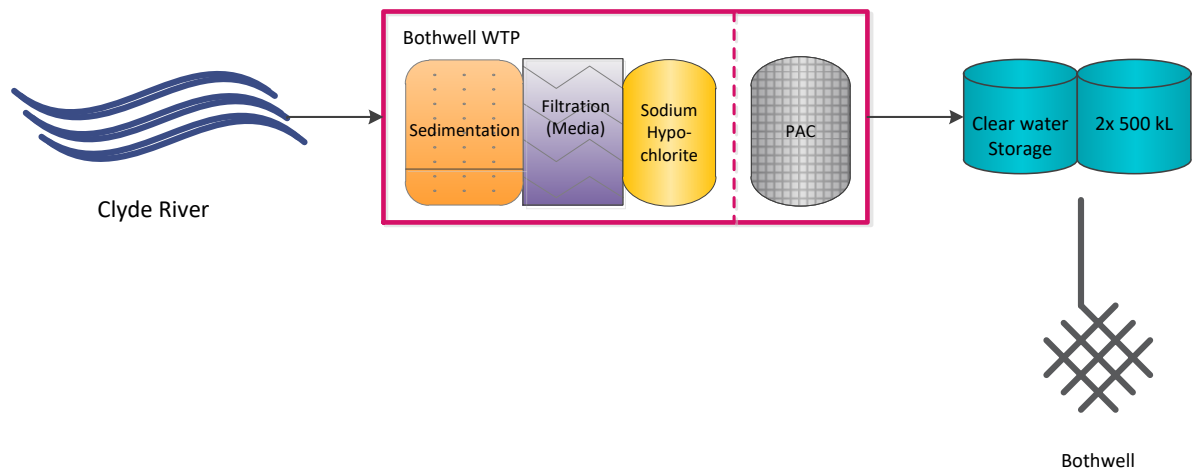 Bothwell WTP
Sedimentation
Filtration
(Media)
Sodium
Hypo-
chlorite
PAC
Clear water
Storage
2x 500 kL
Clyde River
Bothwell